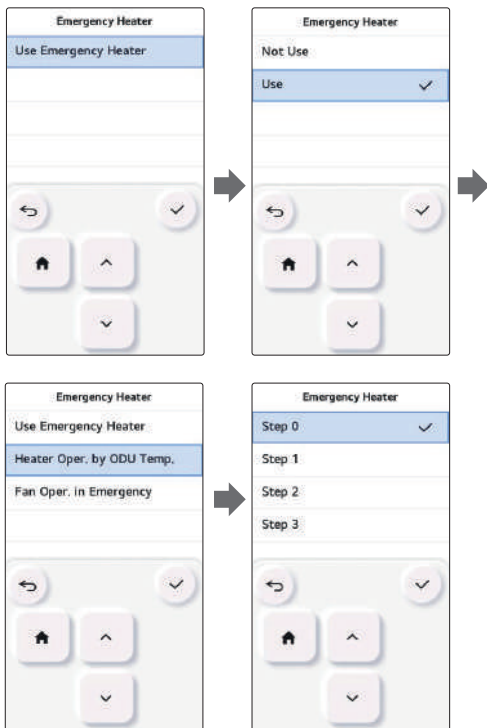 Emergency Heater
Use Emergency Heater
Emergency Heater
Not Use
Use
Emergency Heater
Use Emergency Heater
Heater Oper. by ODU Temp.
Fan Oper. in Emergency
Emergency Heater
Step 0
Step 1
Step 2
Step 3